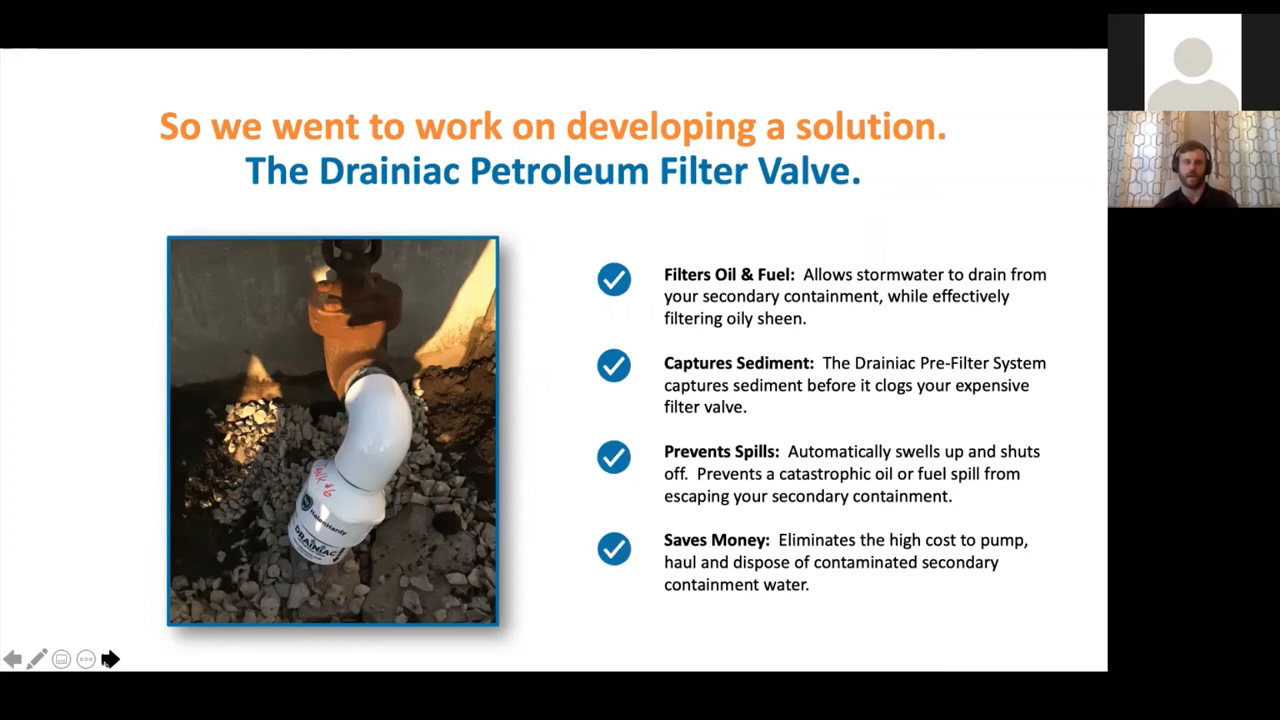 So we went to work on developing a solution.
The Drainiac Petroleum Filter Valve.
TANK #6
HalenHardy
DRAINIAC
Filters Oil & Fuel: Allows stormwater to drain from
your secondary containment, while effectively
filtering oily sheen.
Captures Sediment: The Drainiac Pre-Filter System
captures sediment before it clogs your expensive
filter valve.
Prevents Spills: Automatically swells up and shuts
off. Prevents a catastrophic oil or fuel spill from
escaping your secondary containment.
Saves Money: Eliminates the high cost to pump,
haul and dispose of contaminated secondary
containment water.